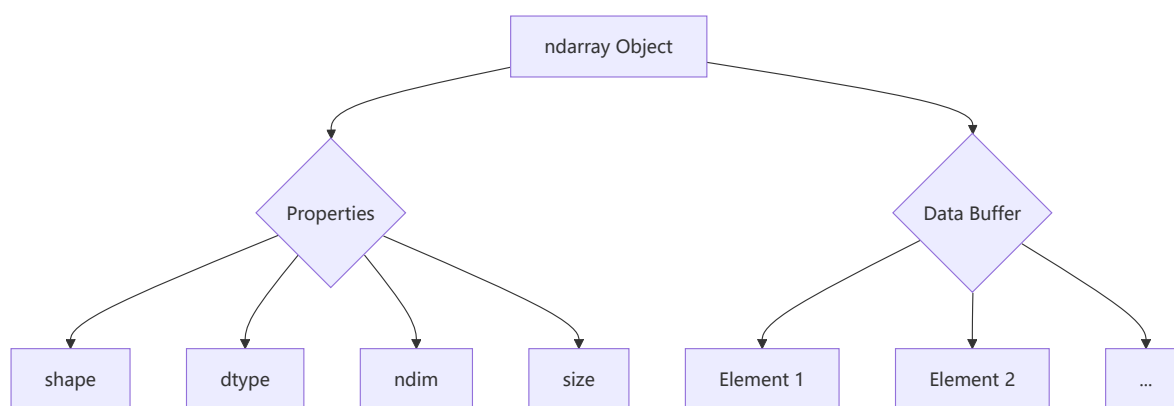 ndarray Object
Properties
Data Buffer
shape
dtype
ndim
size
Element 1
Element 2
...